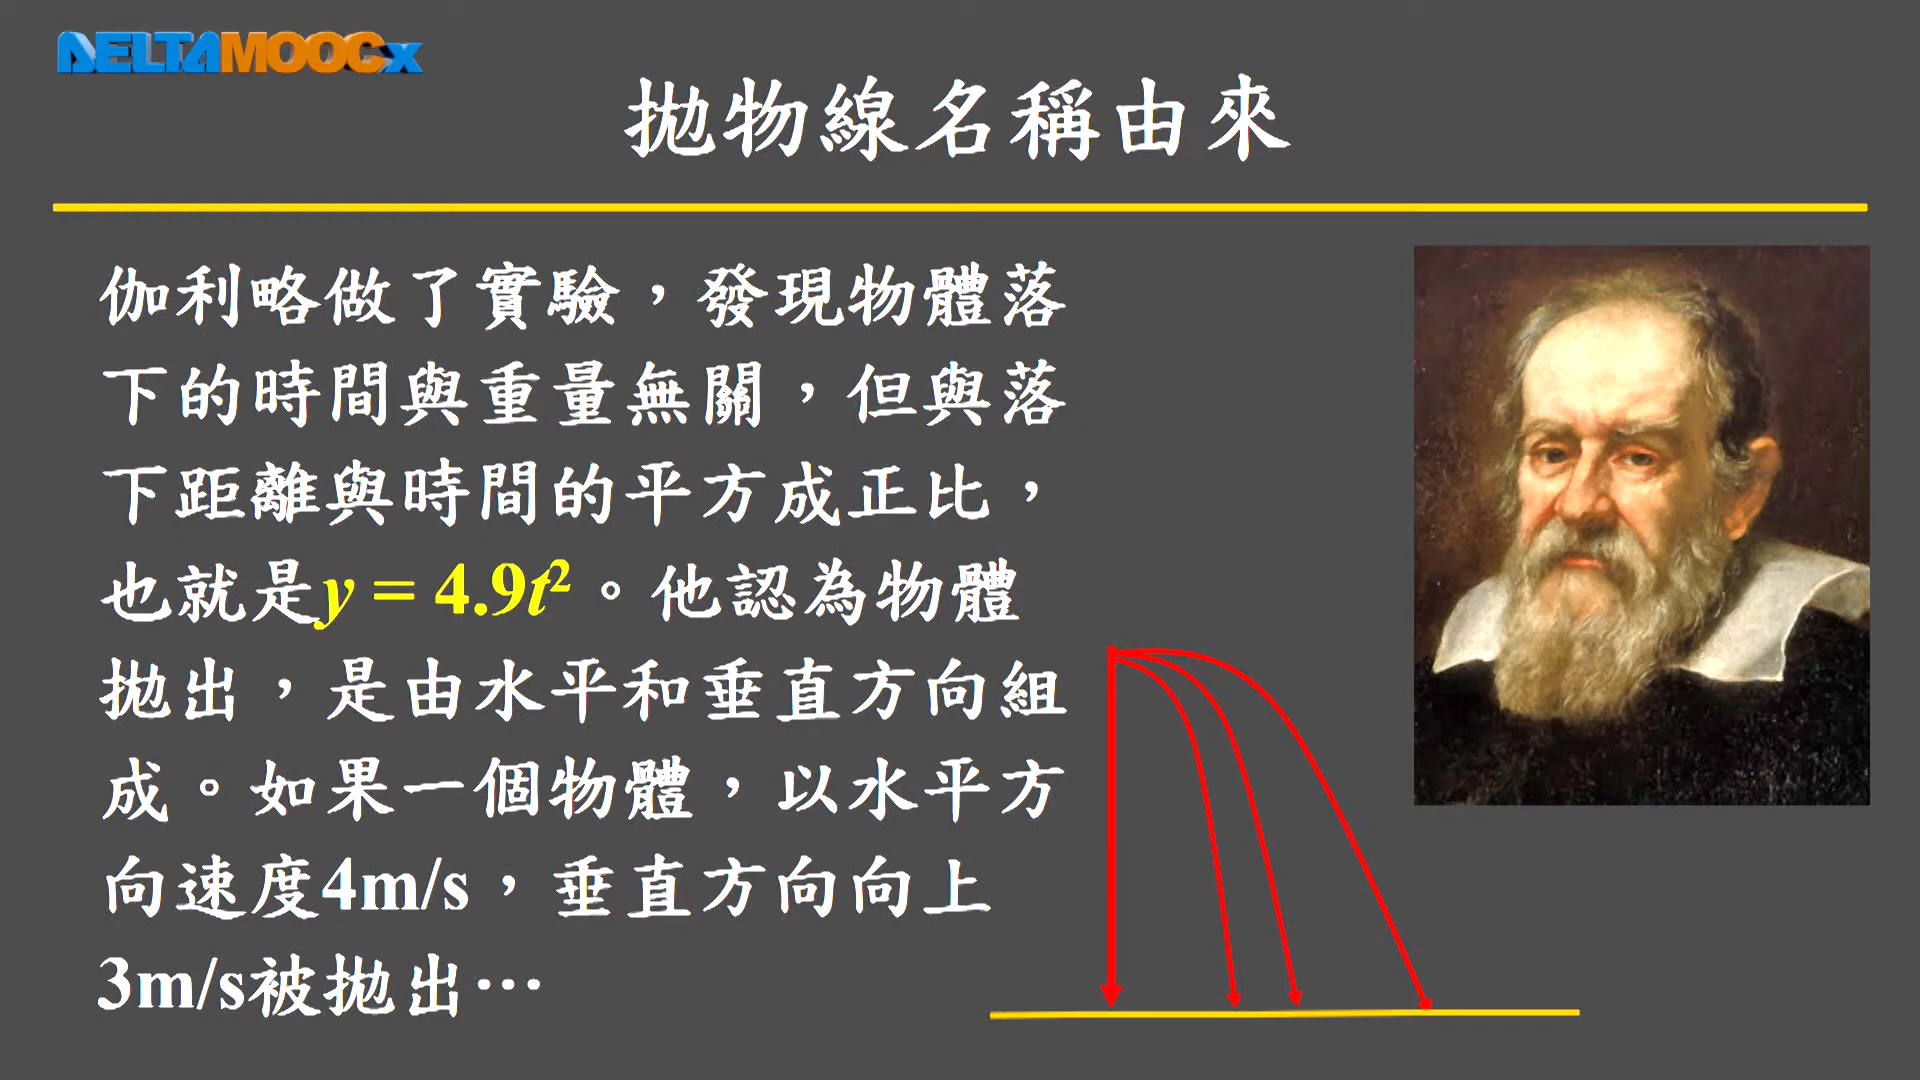 DELTAMOOCx
拋物線名稱由來
伽利略做了實驗，發現物體落
下的時間與重量無關，但與落
下距離與時間的平方成正比，
也就是y = 4.9t²。他認為物體
拋出，是由水平和垂直方向組
成。如果一個物體，以水平方
向速度4m/s，垂直方向向上
3m/s被拋出…